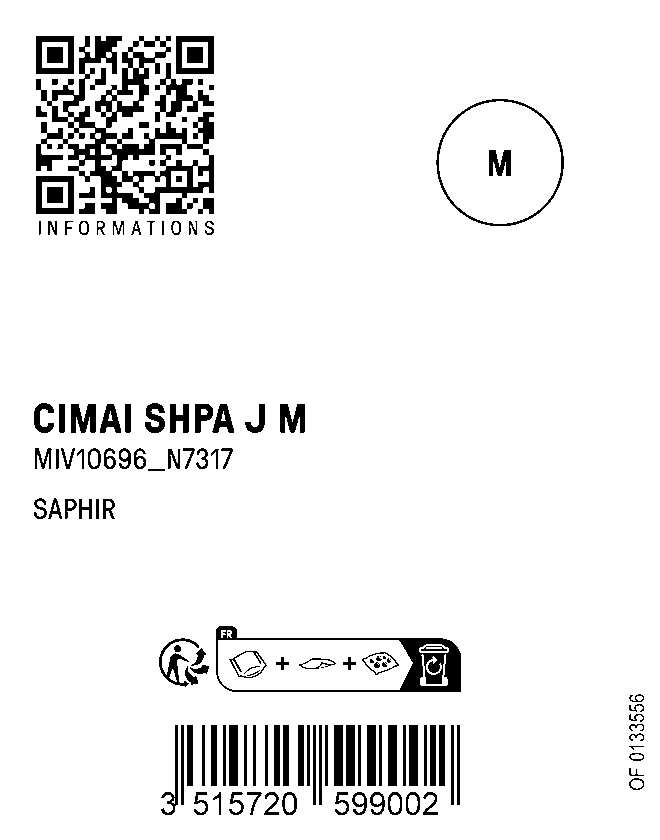 INFORMATIONS
M
CIMAI SHPA J M
MIV10696_N7317
SAPHIR
FR
+ +
3 515720 599002
OF 0133556